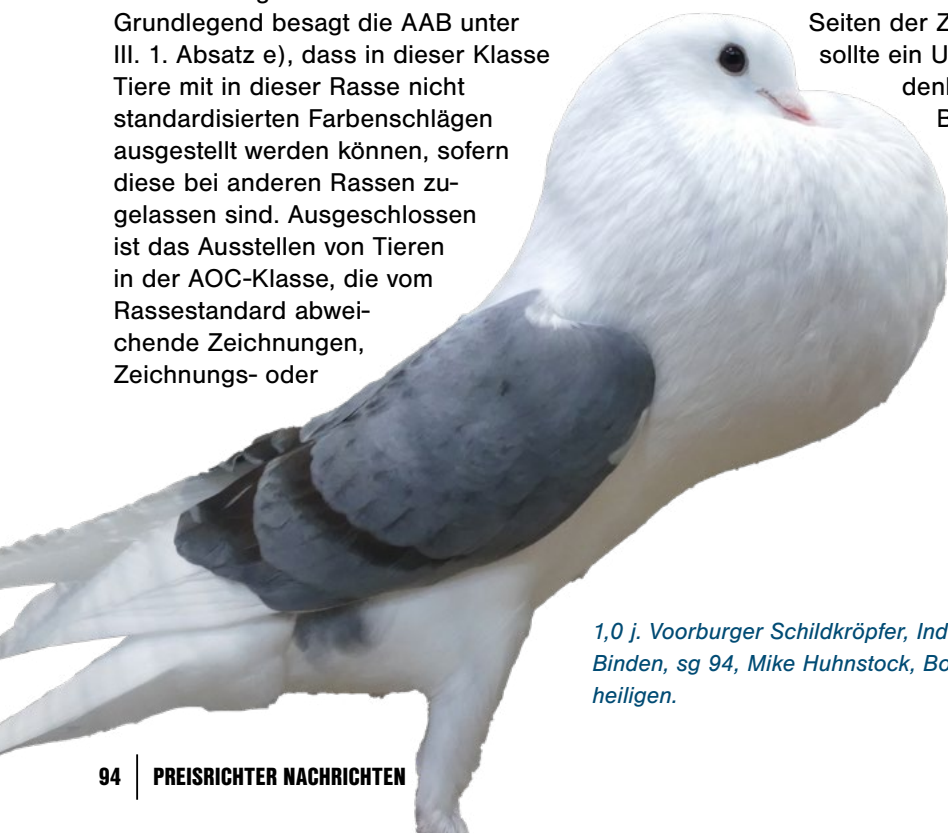 Grundlegend besagt die AAB unter
III. 1. Absatz e), dass in dieser Klasse
Tiere mit in dieser Rasse nicht
standardisierten Farbenschlägen
ausgestellt werden können, sofern
diese bei anderen Rassen zu-
gelassen sind. Ausgeschlossen
ist das Ausstellen von Tieren
in der AOC-Klasse, die vom
Rassestandard abwei-
chende Zeichnungen,
Zeichnungs- oder
Seiten der
sollte ein
1,0 j. Voorburger Schildkröpfer,
Binden, sg 94, Mike Huhnstock,
heiligen.
94 PREISRICHTER NACHRICHTEN